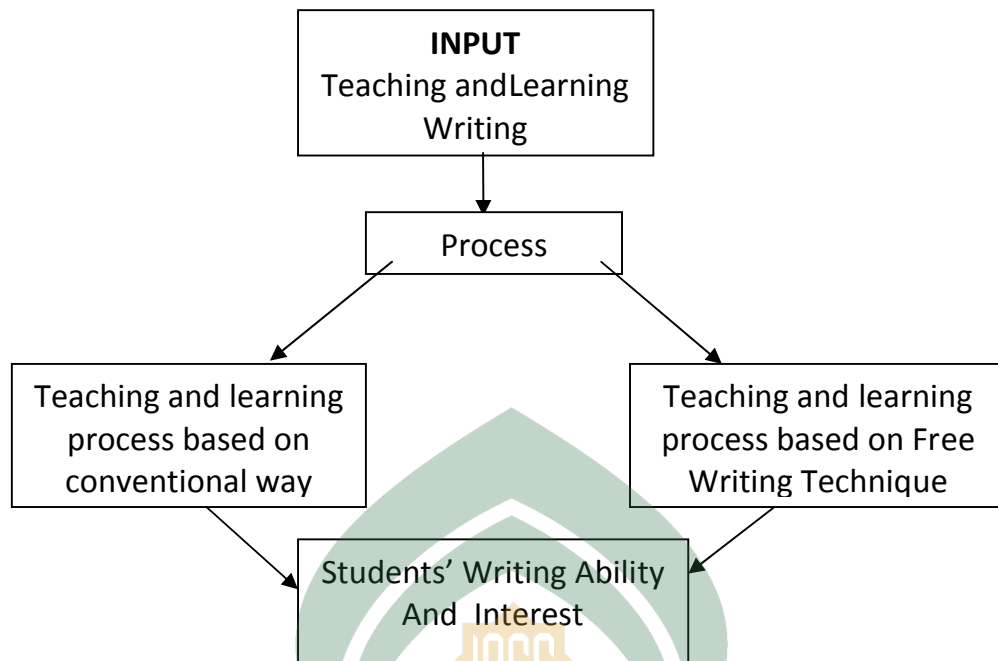 INPUT
Teaching andLearning
Writing
Process
Teaching and learning
process based on
conventional way
Teaching and learning
process based on Free
Writing Technique
Students’ Writing Ability
And Interest